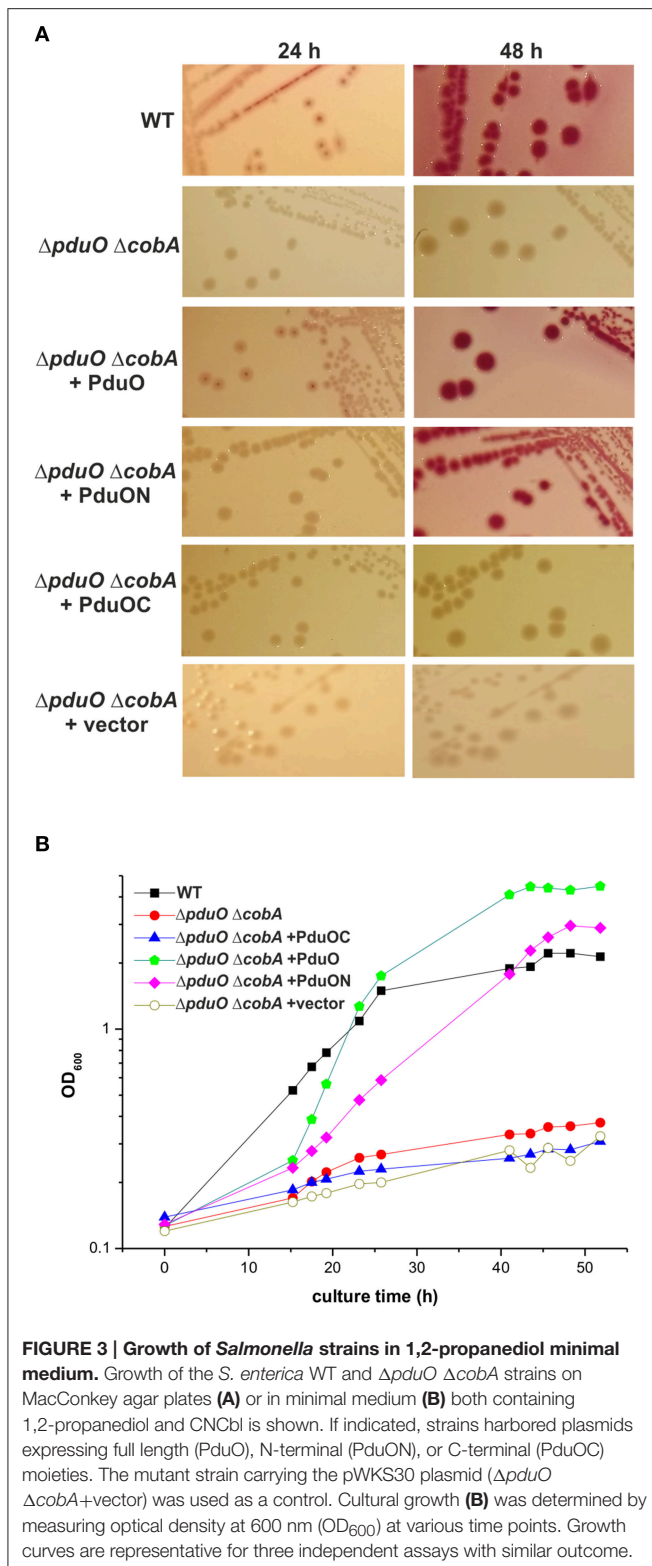 A
24 h
48 h
WT
ΔpduO ΔcobA
ΔpduO ΔcobA
+ PduO
ΔpduO ΔcobA
+ PduON
ΔpduO ΔcobA
+ PduOC
ΔpduO ΔcobA
+ vector
B
WT
ΔpduO ΔcobA
ΔpduO ΔcobA +PduOC
ΔpduO ΔcobA +PduO
ΔpduO ΔcobA +PduON
ΔpduO ΔcobA +vector
OD600
1
0.1
0
10
20
30
40
50
culture time (h)
FIGURE 3 | Growth of Salmonella strains in 1,2-propanediol minimal
medium. Growth of the S. enterica WT and ΔpduO ΔcobA strains on
MacConkey agar plates (A) or in minimal medium (B) both containing
1,2-propanediol and CNCbl is shown. If indicated, strains harbored plasmids
expressing full length (PduO), N-terminal (PduON), or C-terminal (PduOC)
moieties. The mutant strain carrying the pWKS30 plasmid (ΔpduO
ΔcobA+vector) was used as a control. Cultural growth (B) was determined by
measuring optical density at 600 nm (OD600) at various time points. Growth
curves are representative for three independent assays with similar outcome.